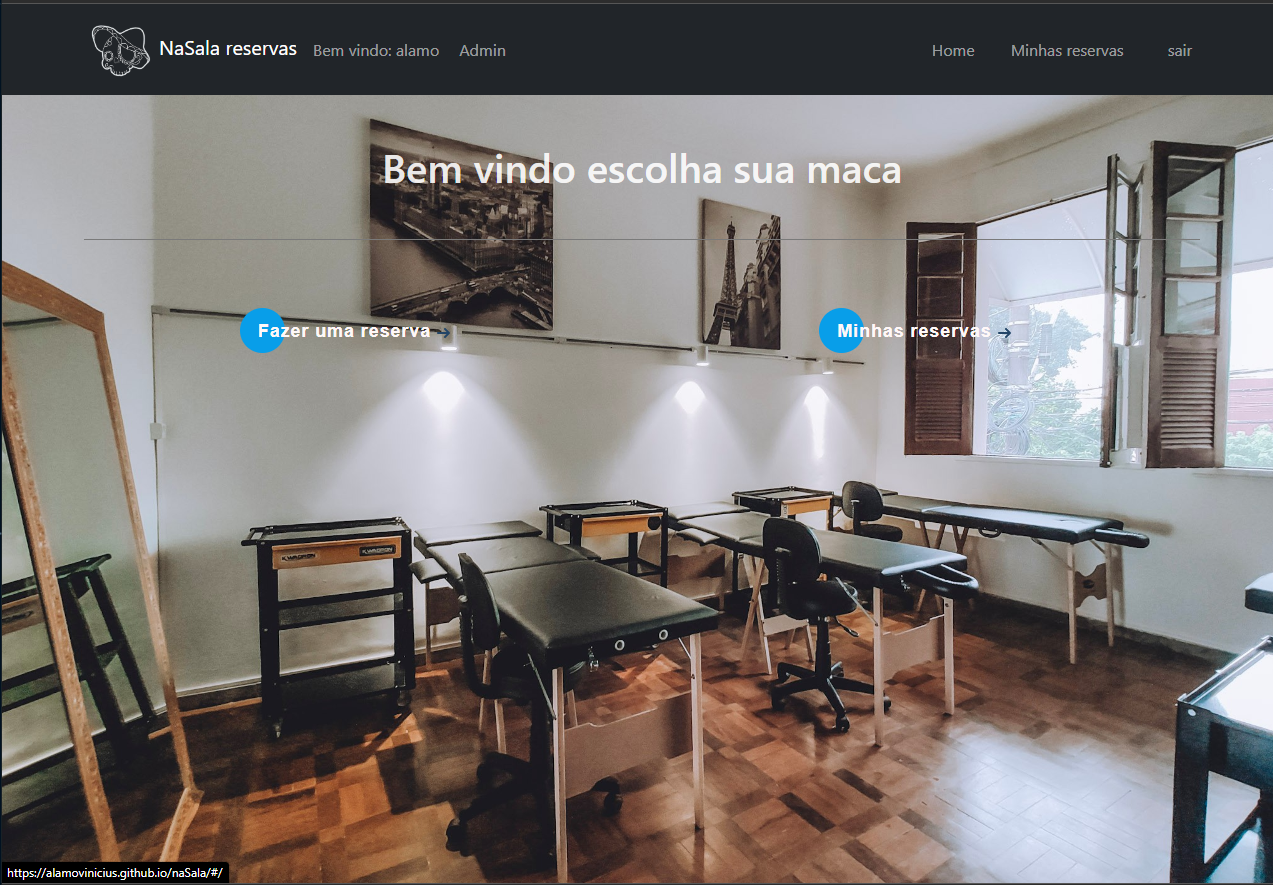 NaSala reservas
Bem vindo: alamo
Admin
Home
Minhas reservas
sair
Bem vindo escolha sua maca
Fazer uma reserva
Minhas reservas
https://alamovinicius.github.io/naSala/#/